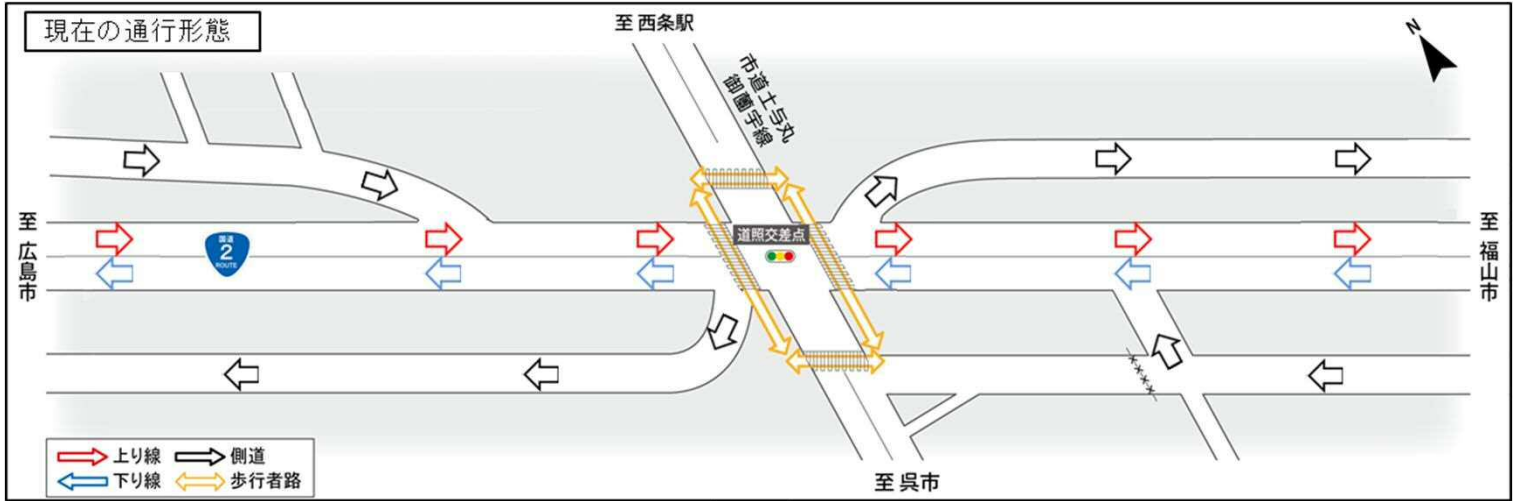 現在の通行形態
至 西条駅
N
市道土与丸
御薗宇線
至 広島市
国道
2
ROUTE
道照交差点
至 福山市
上り線
側道
下り線
歩行者路
至 呉市